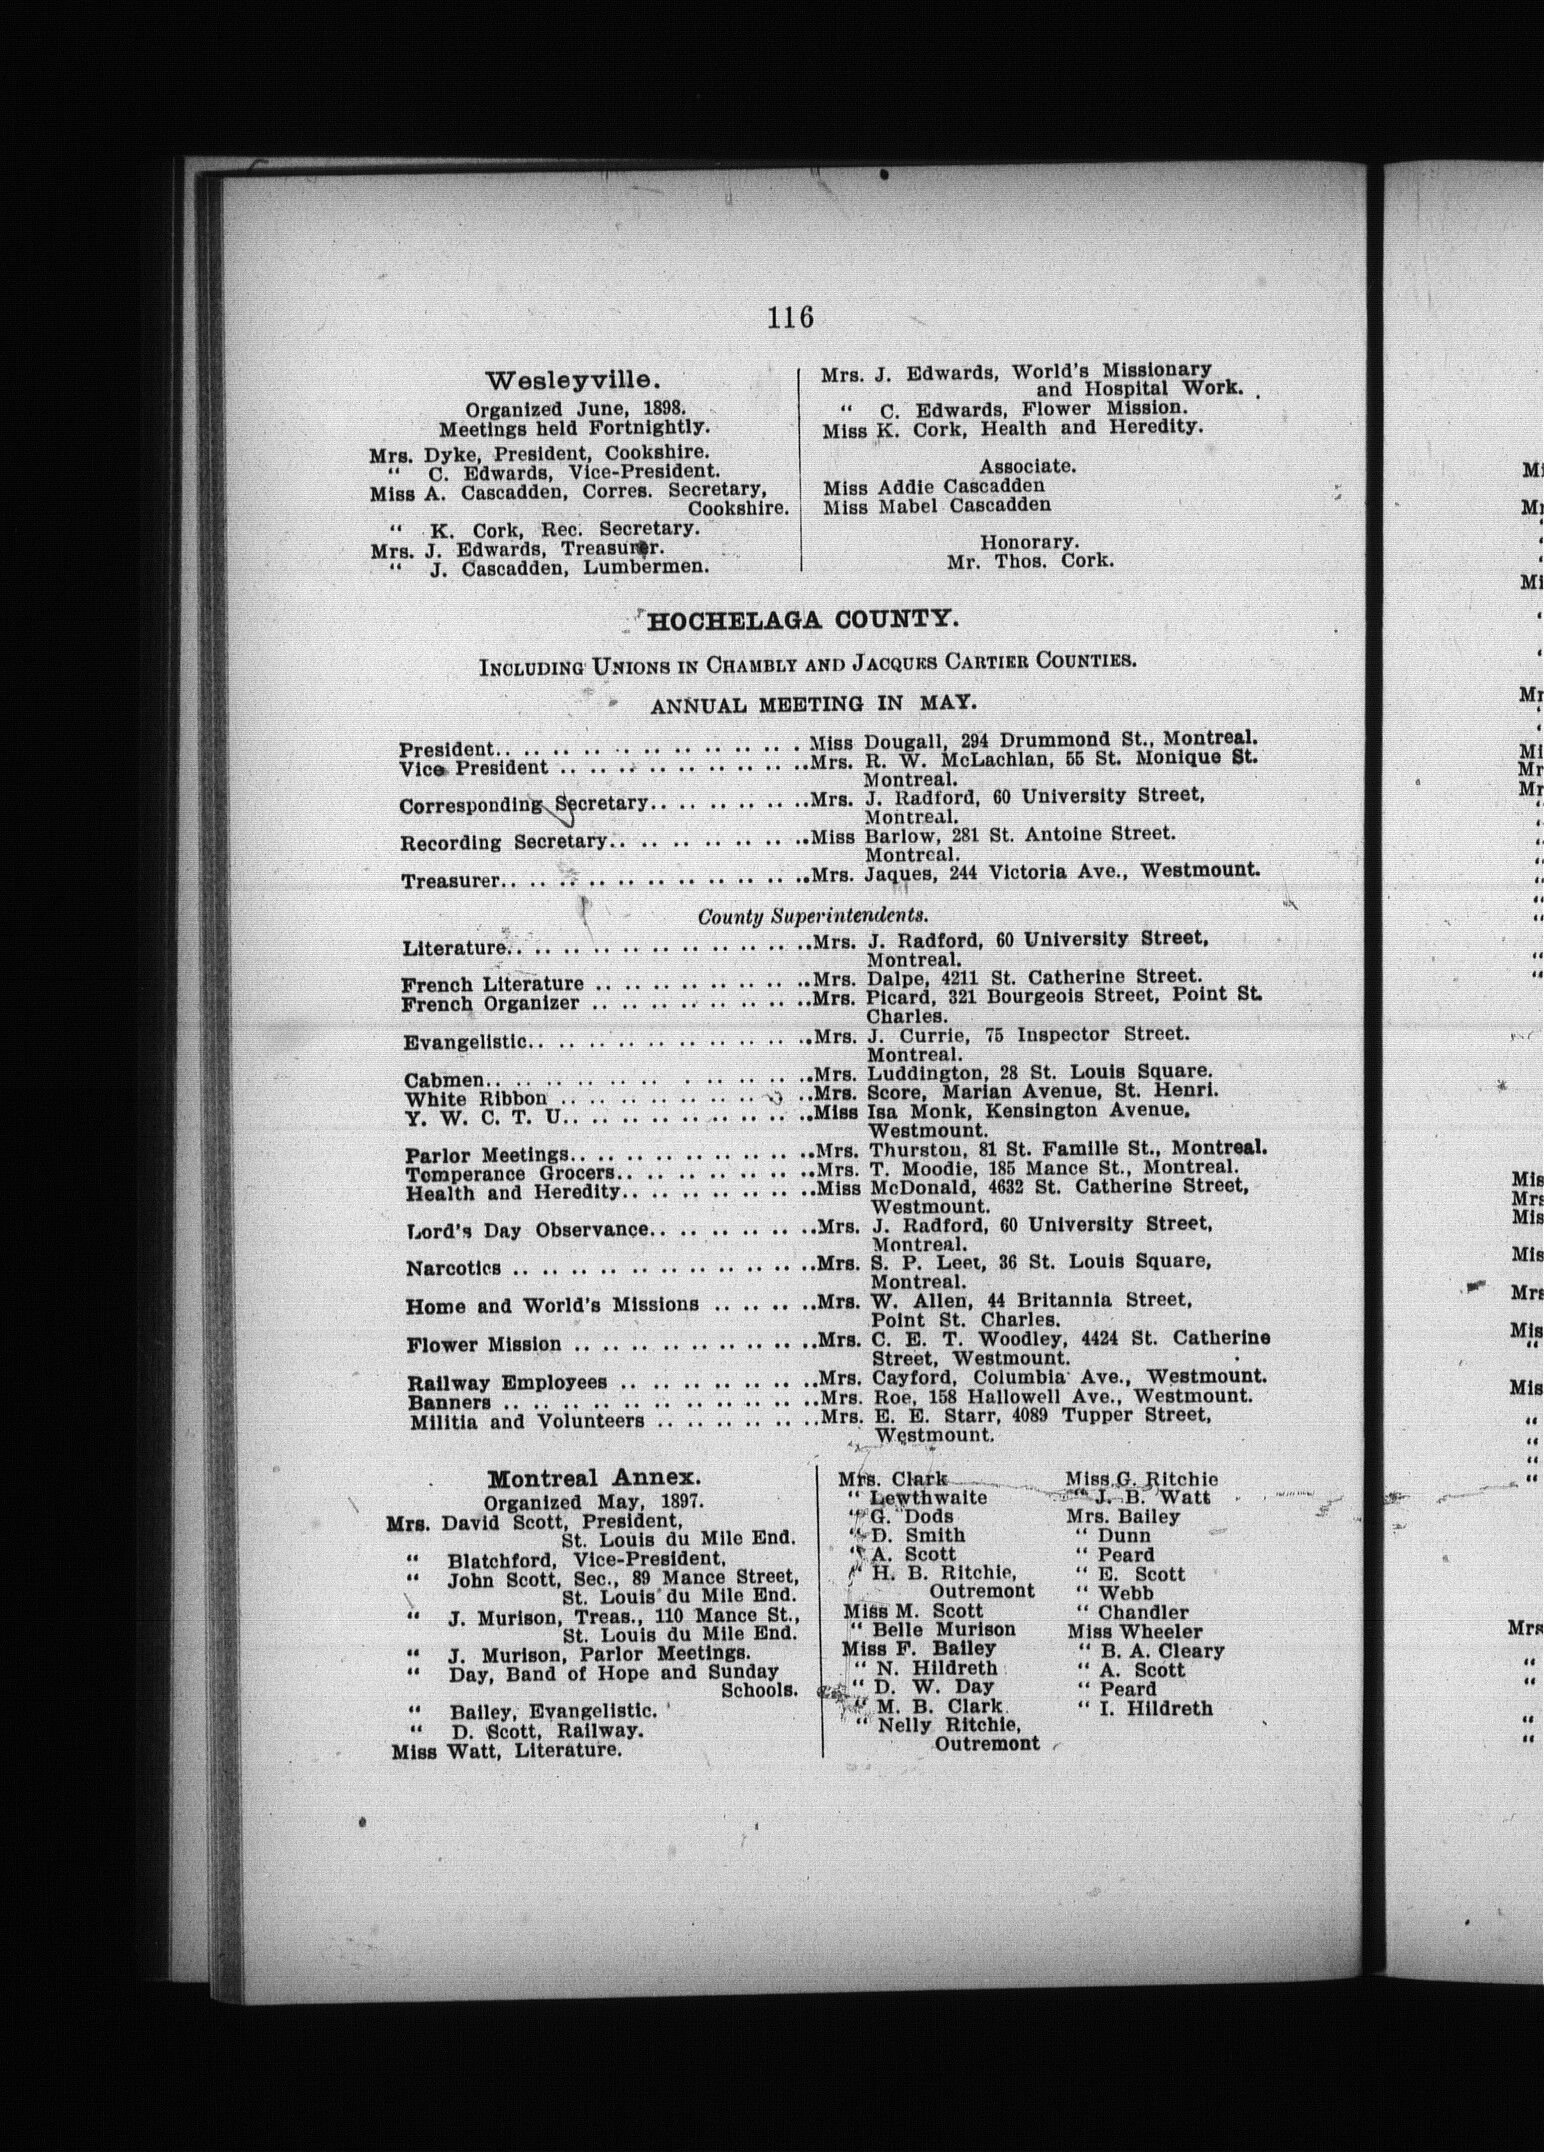 116
Wesleyville.
Organized June, 1898.
Meetings held Fortnightly.
Mrs. Dyke, President, Cookshire.
“ C. Edwards, Vice-President.
Miss A. Cascadden, Corres. Secretary,
Cookshire.
“ K. Cork, Rec. Secretary.
Mrs. J. Edwards, Treasurer.
“ J. Cascadden, Lumbermen.
Mrs. J. Edwards, World's Missionary
and Hospital Work.
“ C. Edwards, Flower Mission.
Miss K. Cork, Health and Heredity.
Associate.
Miss Addie Cascadden
Miss Mabel Cascadden
Honorary.
Mr. Thos. Cork.
HOCHELAGA COUNTY.
INCLUDING UNIONS IN CHAMBLY AND JACQUES CARTIER COUNTIES.
ANNUAL MEETING IN MAY.
President.. .. .. .. .. .. .. .. .. .. . Miss Dougall, 294 Drummond St., Montreal.
Vice President .. .. .. .. .. .. .. .. ..Mrs. R. W. McLachlan, 55 St. Monique St.
Montreal.
Corresponding Secretary.. .. .. .. .. ..Mrs. J. Radford, 60 University Street,
Montreal.
Recording Secretary.. .. .. .. .. .. ..Miss Barlow, 281 St. Antoine Street.
Montreal.
Treasurer.. .. .. .. .. .. .. .. .. .. ..Mrs. Jaques, 244 Victoria Ave., Westmount.
County Superintendents.
Literature.. .. .. .. .. .. .. .. .. .. ..Mrs. J. Radford, 60 University Street,
Montreal.
French Literature .. .. .. .. .. .. .. ..Mrs. Dalpe, 4211 St. Catherine Street.
French Organizer .. .. .. .. .. .. .. ..Mrs. Picard, 321 Bourgeois Street, Point St.
Charles.
Evangelistic.. .. .. .. .. .. .. .. .. ..Mrs. J. Currie, 75 Inspector Street.
Montreal.
Cabmen.. .. .. .. .. .. . .. .. .. ..Mrs. Luddington, 28 St. Louis Square.
White Ribbon .. .. .. .. .. .. .. .. ..Mrs. Score, Marian Avenue, St. Henri.
Y. W. C. T. U.. .. .. .. .. .. .. .. ..Miss Isa Monk, Kensington Avenue,
Westmount.
Parlor Meetings.. .. .. .. .. .. .. .. ..Mrs. Thurston, 81 St. Famille St., Montreal.
Temperance Grocers.. .. .. .. .. .. ..Mrs. T. Moodie, 185 Mance St., Montreal.
Health and Heredity.. .. .. .. .. .. ..Miss McDonald, 4632 St. Catherine Street,
Westmount.
Lord's Day Observance.. .. .. .. .. ..Mrs. J. Radford, 60 University Street,
Montreal.
Narcotics .. .. .. .. .. .. .. .. .. .. ..Mrs. S. P. Leet, 36 St. Louis Square,
Montreal.
Home and World's Missions .. .. .. ..Mrs. W. Allen, 44 Britannia Street,
Point St. Charles.
Flower Mission .. .. .. .. .. .. .. .. ..Mrs. C. E. T. Woodley, 4424 St. Catherine
Street, Westmount.
Railway Employees .. .. .. .. .. .. ..Mrs. Cayford, Columbia Ave., Westmount.
Banners .. .. .. .. .. .. .. .. .. .. ..Mrs. Roe, 158 Hallowell Ave., Westmount.
Militia and Volunteers .. .. .. .. .. ..Mrs. E. E. Starr, 4089 Tupper Street,
Westmount.
Montreal Annex.
Organized May, 1897.
Mrs. David Scott, President,
St. Louis du Mile End.
“ Blatchford, Vice-President,
“ John Scott, Sec., 89 Mance Street,
St. Louis du Mile End.
“ J. Murison, Treas., 110 Mance St.,
St. Louis du Mile End.
“ J. Murison, Parlor Meetings.
“ Day, Band of Hope and Sunday
Schools.
“ Bailey, Evangelistic.
“ D. Scott, Railway.
Miss Watt, Literature.
Mrs. Clark
“ Lewthwaite
“ G. Dods
“ D. Smith
“ A. Scott
“ H. B. Ritchie,
Outremont
Miss M. Scott
“ Belle Murison
Miss F. Bailey
“ N. Hildreth
“ D. W. Day
“ M. B. Clark
“ Nelly Ritchie,
Outremont
Miss G. Ritchie
“ J. B. Watt
Mrs. Bailey
“ Dunn
“ Peard
“ E. Scott
“ Webb
“ Chandler
Miss Wheeler
“ B. A. Cleary
“ A. Scott
“ Peard
“ I. Hildreth